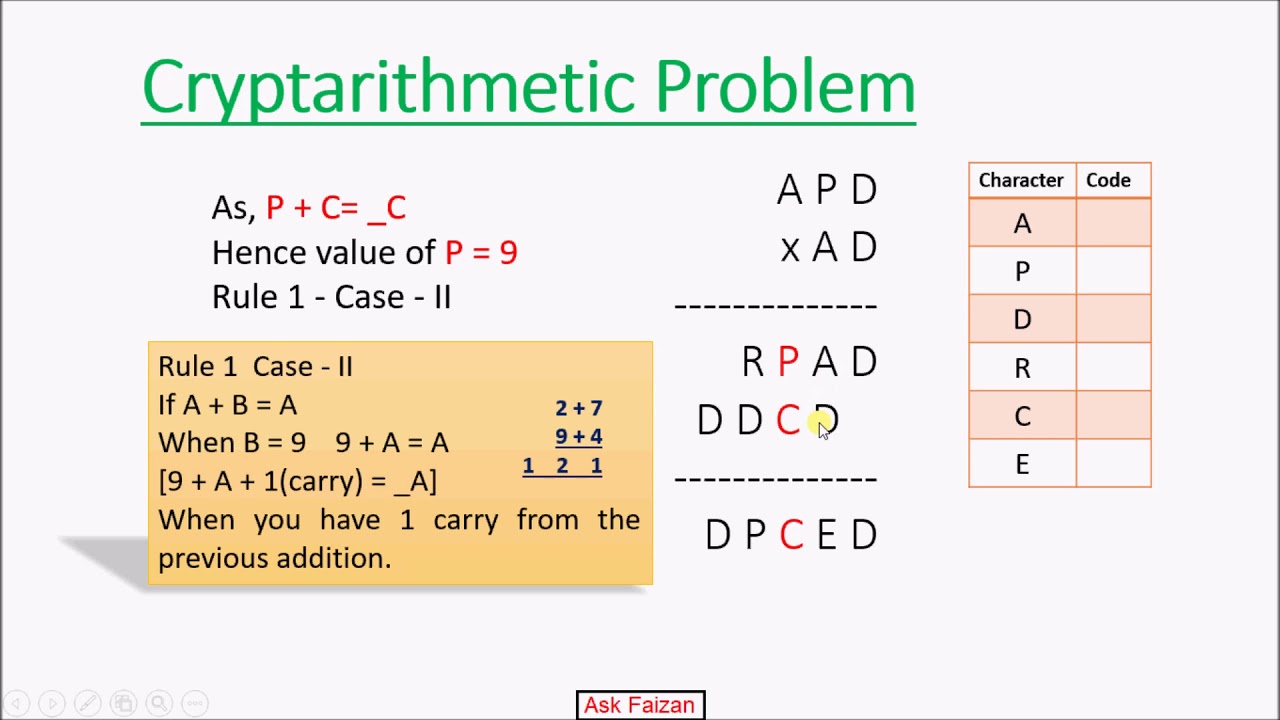 Cryptarithmetic Problem
As, P + C= _C
Hence value of P = 9
Rule 1 - Case - II
Rule 1 Case - II
If A + B = A
When B = 9 9 + A = A
[9 + A + 1(carry) = _A]
When you have 1 carry from the
previous addition.
2 + 7
9 + 4
1 2 1
A P D
x A D
--------------
R P A D
D D C D
--------------
D P C E D
Character Code
A
P
D
R
C
E
Ask Faizan